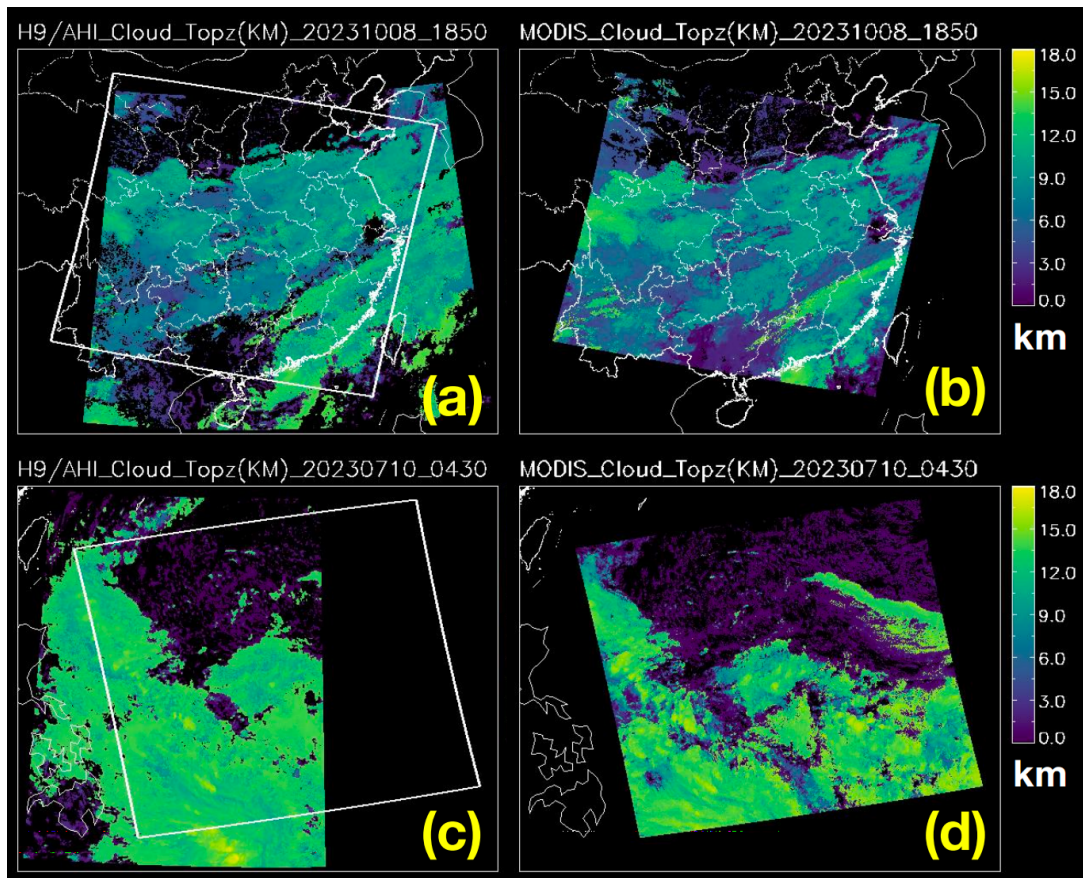 H9/AHI_Cloud_Topz(KM)_20231008_1850
MODIS_Cloud_Topz(KM)_20231008_1850
18.0
15.0
12.0
9.0
6.0
3.0
0.0
km
(a)
(b)
H9/AHI_Cloud_Topz(KM)_20230710_0430
MODIS_Cloud_Topz(KM)_20230710_0430
18.0
15.0
12.0
9.0
6.0
3.0
0.0
km
(c)
(d)